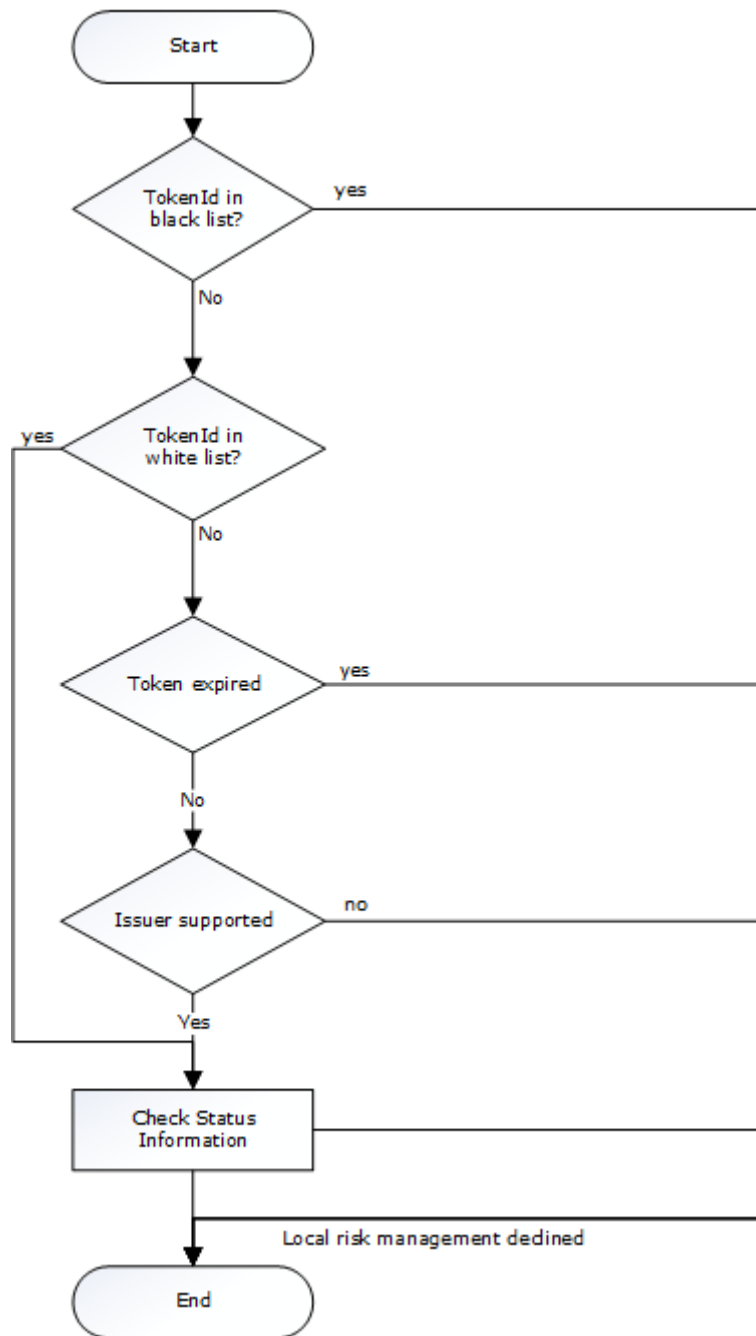 Start
TokenId in
black list?
yes
No
yes
TokenId in
white list?
No
Token expired
yes
No
Issuer supported
no
Yes
Check Status
Information
Local risk management declined
End